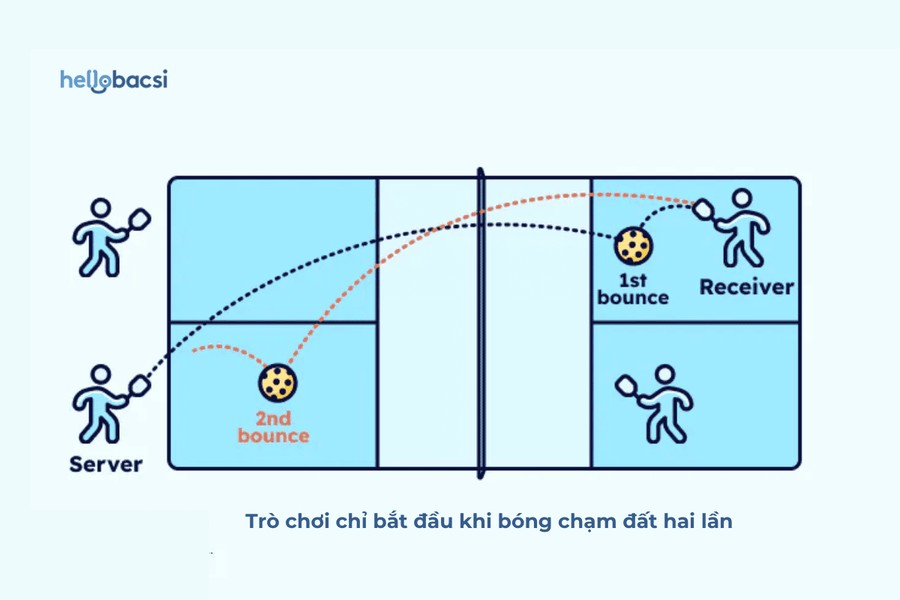 hellobacsi
1st
bounce
Receiver
2nd
bounce
Server
Trò chơi chỉ bắt đầu khi bóng chạm đất hai lần